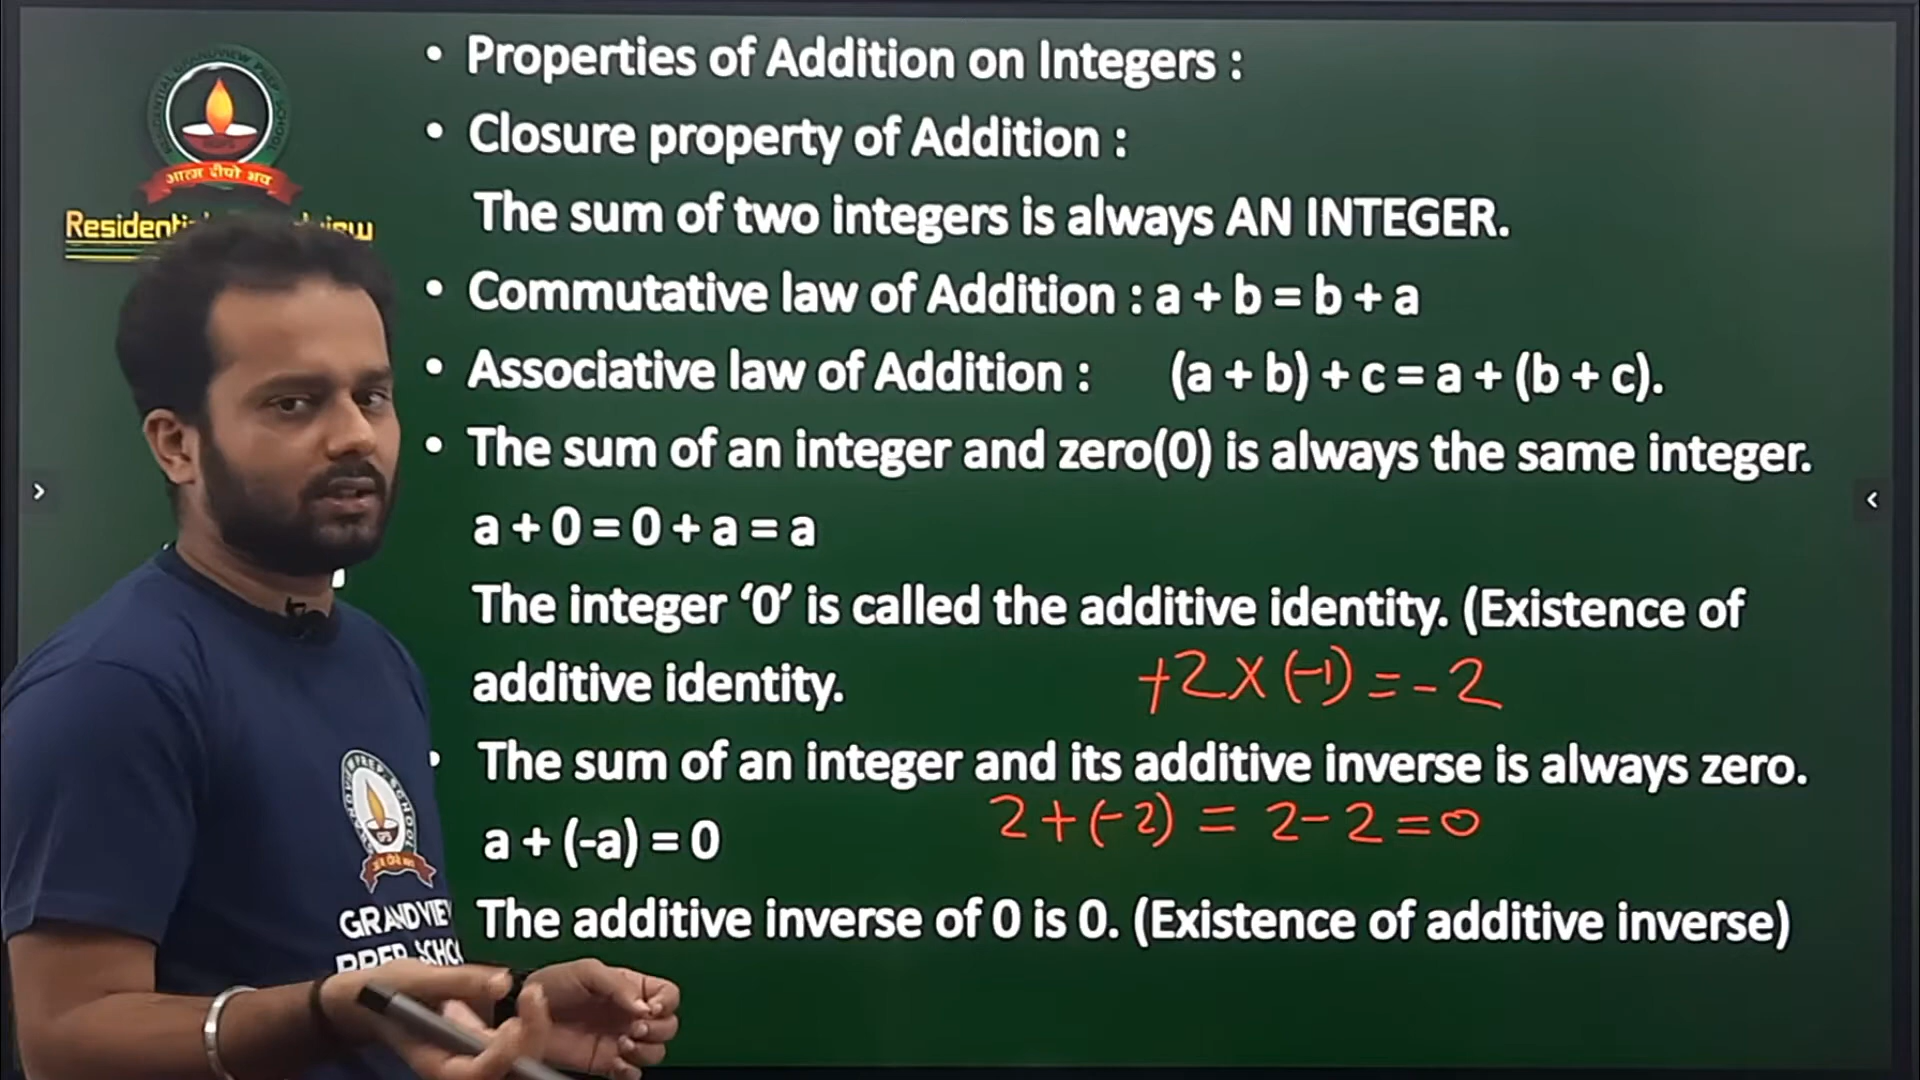 आत्म दीपो भव
• Properties of Addition on Integers :
• Closure property of Addition :
The sum of two integers is always AN INTEGER.
• Commutative law of Addition : a + b = b + a
• Associative law of Addition : (a + b) + c = a + (b + c).
• The sum of an integer and zero(0) is always the same integer.
a + 0 = 0 + a = a
The integer ‘0’ is called the additive identity. (Existence of
additive identity.
+2 × (-1) = -2
• The sum of an integer and its additive inverse is always zero.
2 + (-2) = 2 - 2 = 0
a + (-a) = 0
The additive inverse of 0 is 0. (Existence of additive inverse)
GRANDVIE
PREP SCHO